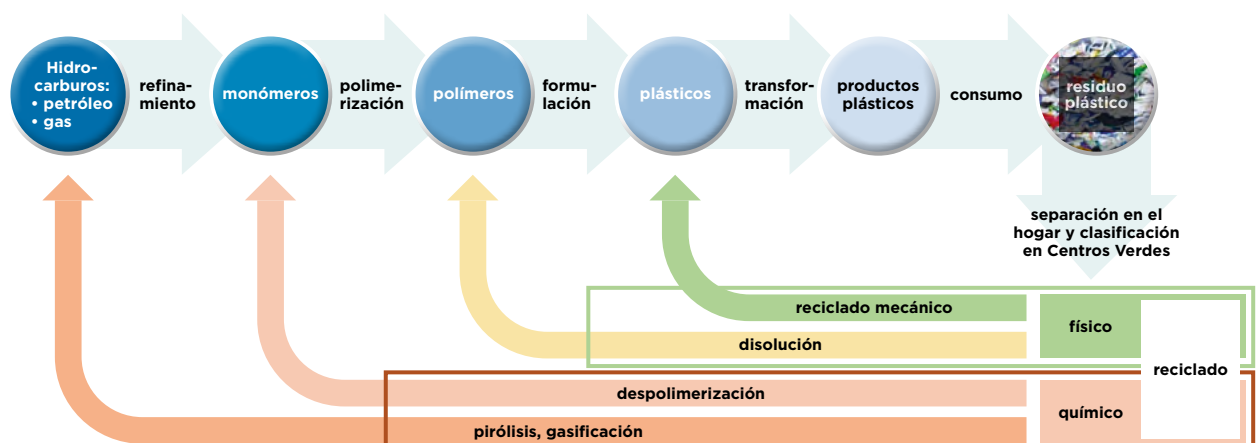 Hidro-
carburos:
• petróleo
• gas
refina-
miento
monómeros
polime-
rización
polímeros
formu-
lación
plásticos
transfor-
mación
productos
plásticos
consumo
residuo
plástico
separación en el
hogar y clasificación
en Centros Verdes
reciclado mecánico
físico
disolución
reciclado
despolimerización
químico
pirólisis, gasificación